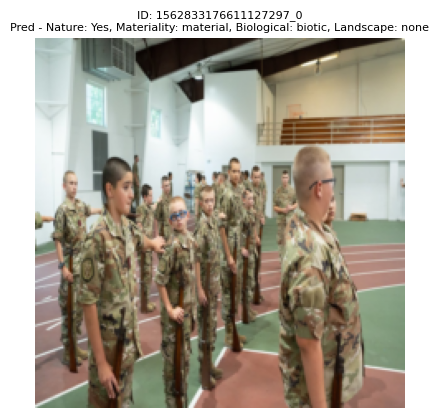 ID: 1562833176611127297_0
Pred - Nature: Yes, Materiality: material, Biological: biotic, Landscape: none